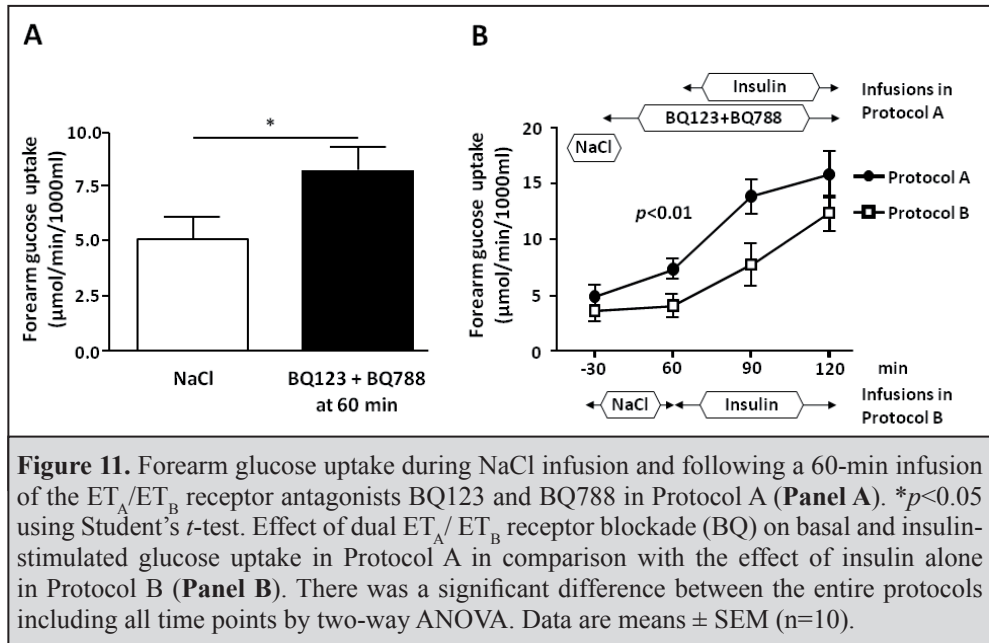 A
Forearm gucose uptake
(μmol/min/1000ml)
10.0
7.5
5.0
2.5
0.0
*
NaCl
BQ123 + BQ788
at 60 min
B
Insulin
BQ123+BQ788
NaCl
Infusions in
Protocol A
Forearm gucose uptake
(μmol/min/1000ml)
20
15
10
5
0
p<0.01
Protocol A
Protocol B
-30
60
90
120
min
NaCl
Insulin
Infusions in
Protocol B
Figure 11. Forearm glucose uptake during NaCl infusion and following a 60-min infusion
of the ETA/ETB receptor antagonists BQ123 and BQ788 in Protocol A (Panel A). *p<0.05
using Student’s t-test. Effect of dual ETA/ ETB receptor blockade (BQ) on basal and insulin-
stimulated glucose uptake in Protocol A in comparison with the effect of insulin alone
in Protocol B (Panel B). There was a significant difference between the entire protocols
including all time points by two-way ANOVA. Data are means ± SEM (n=10).